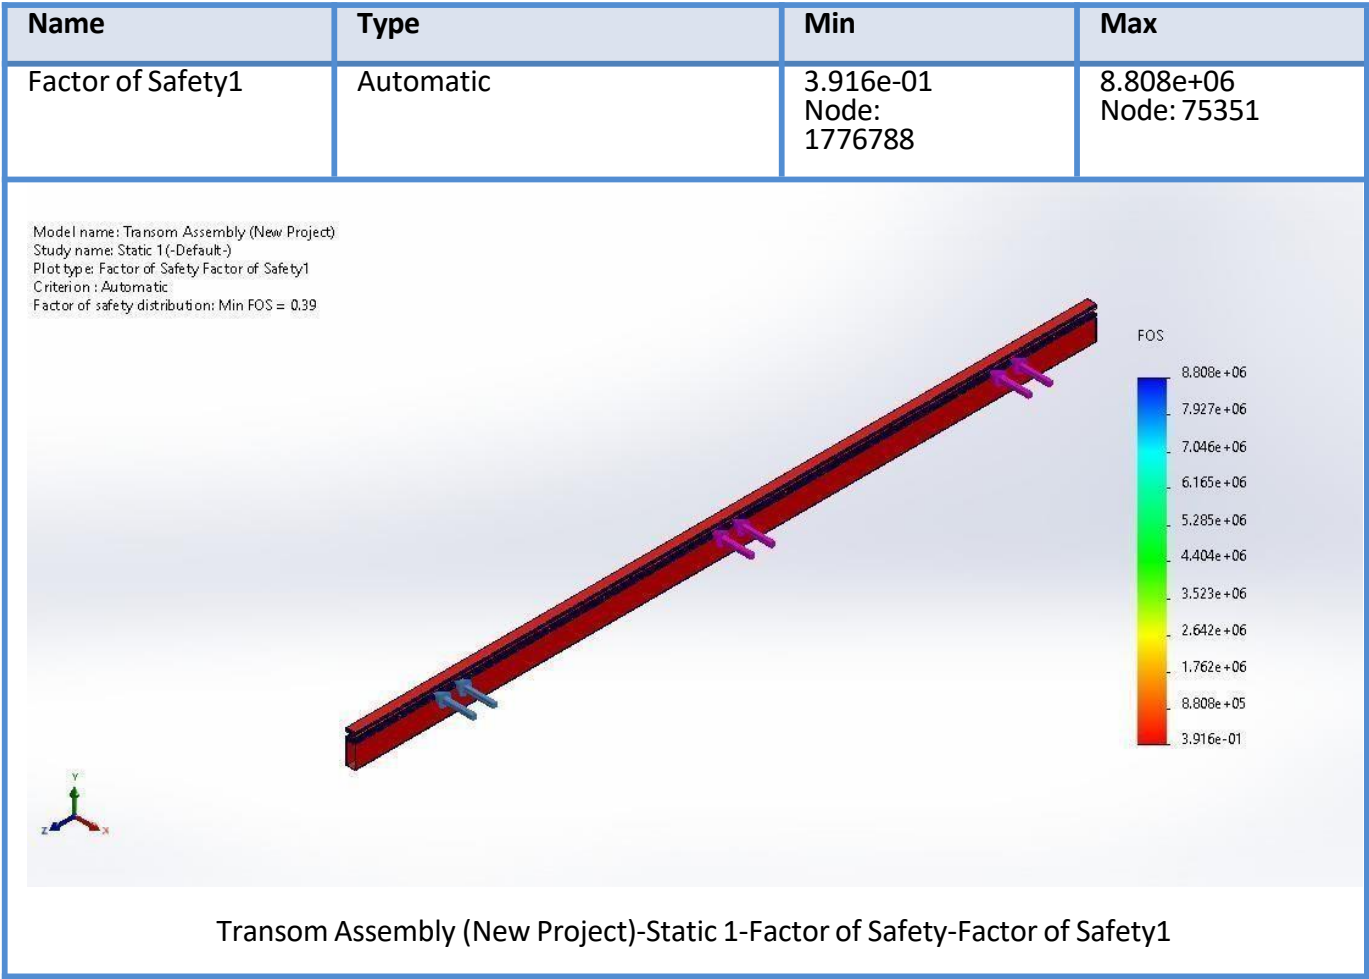 Name Type Min Max
Factor of Safety1 Automatic 3.916e-01 8.808e+06
Node: Node: 75351
1776788
Model name: Transom Assembly (New Project)
Study name: Static 1(-Default-)
Plot type: Factor of Safety Factor of Safety1
Criterion : Automatic
Factor of safety distribution: Min FOS = 0.39
FOS
8.808e+06
7.927e+06
7.046e+06
6.165e+06
5.285e+06
4.404e+06
3.523e+06
2.642e+06
1.762e+06
8.808e+05
3.916e-01
Y
Z X
Transom Assembly (New Project)-Static 1-Factor of Safety-Factor of Safety1